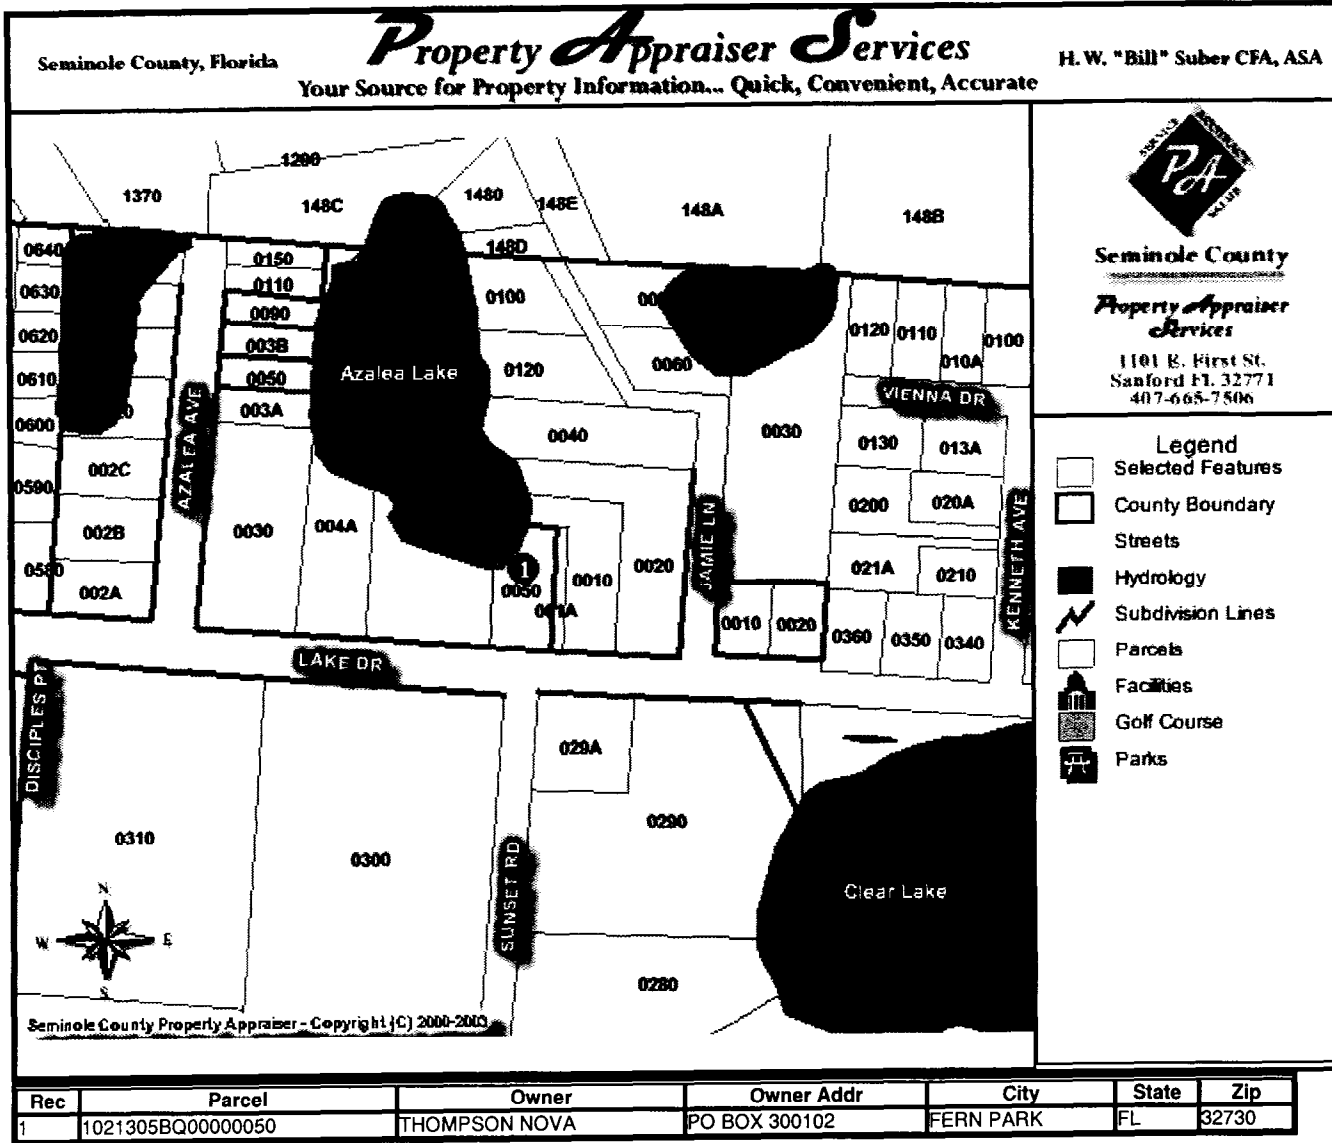 Seminole County, Florida
Property Appraiser Services
H. W. "Bill" Suber CFA, ASA
Your Source for Property Information... Quick, Convenient, Accurate
1200
1370
148C
1480
148E
148A
148B
148D
0640
0150
0630
0110
0100
0090
0620
003B
0120
0110
010A
0100
0610
0050
Azalea Lake
0120
0060
VIENNA DR
0600
003A
AZALEA AVE
0040
0030
0130
013A
002C
0590
0200
020A
002B
0030
004A
JAMIE LN
KENNETH AVE
0580
002A
1
0050
001A
0010
0020
021A
0210
0010
0020
0360
0350
0340
LAKE DR
DISCIPLES PT
029A
0310
0300
0290
SUNSET RD
Clear Lake
0280
N
W
E
S
Seminole County Property Appraiser - Copyright (C) 2000-2003
SERVICE
PA
Seminole County
Property Appraiser
Services
1101 E. First St.
Sanford FL 32771
407-665-7506
Legend
Selected Features
County Boundary
Streets
Hydrology
Subdivision Lines
Parcels
Facilities
Golf Course
Parks
Rec Parcel Owner Owner Addr City State Zip
1 1021305BQ00000050 THOMPSON NOVA PO BOX 300102 FERN PARK FL 32730